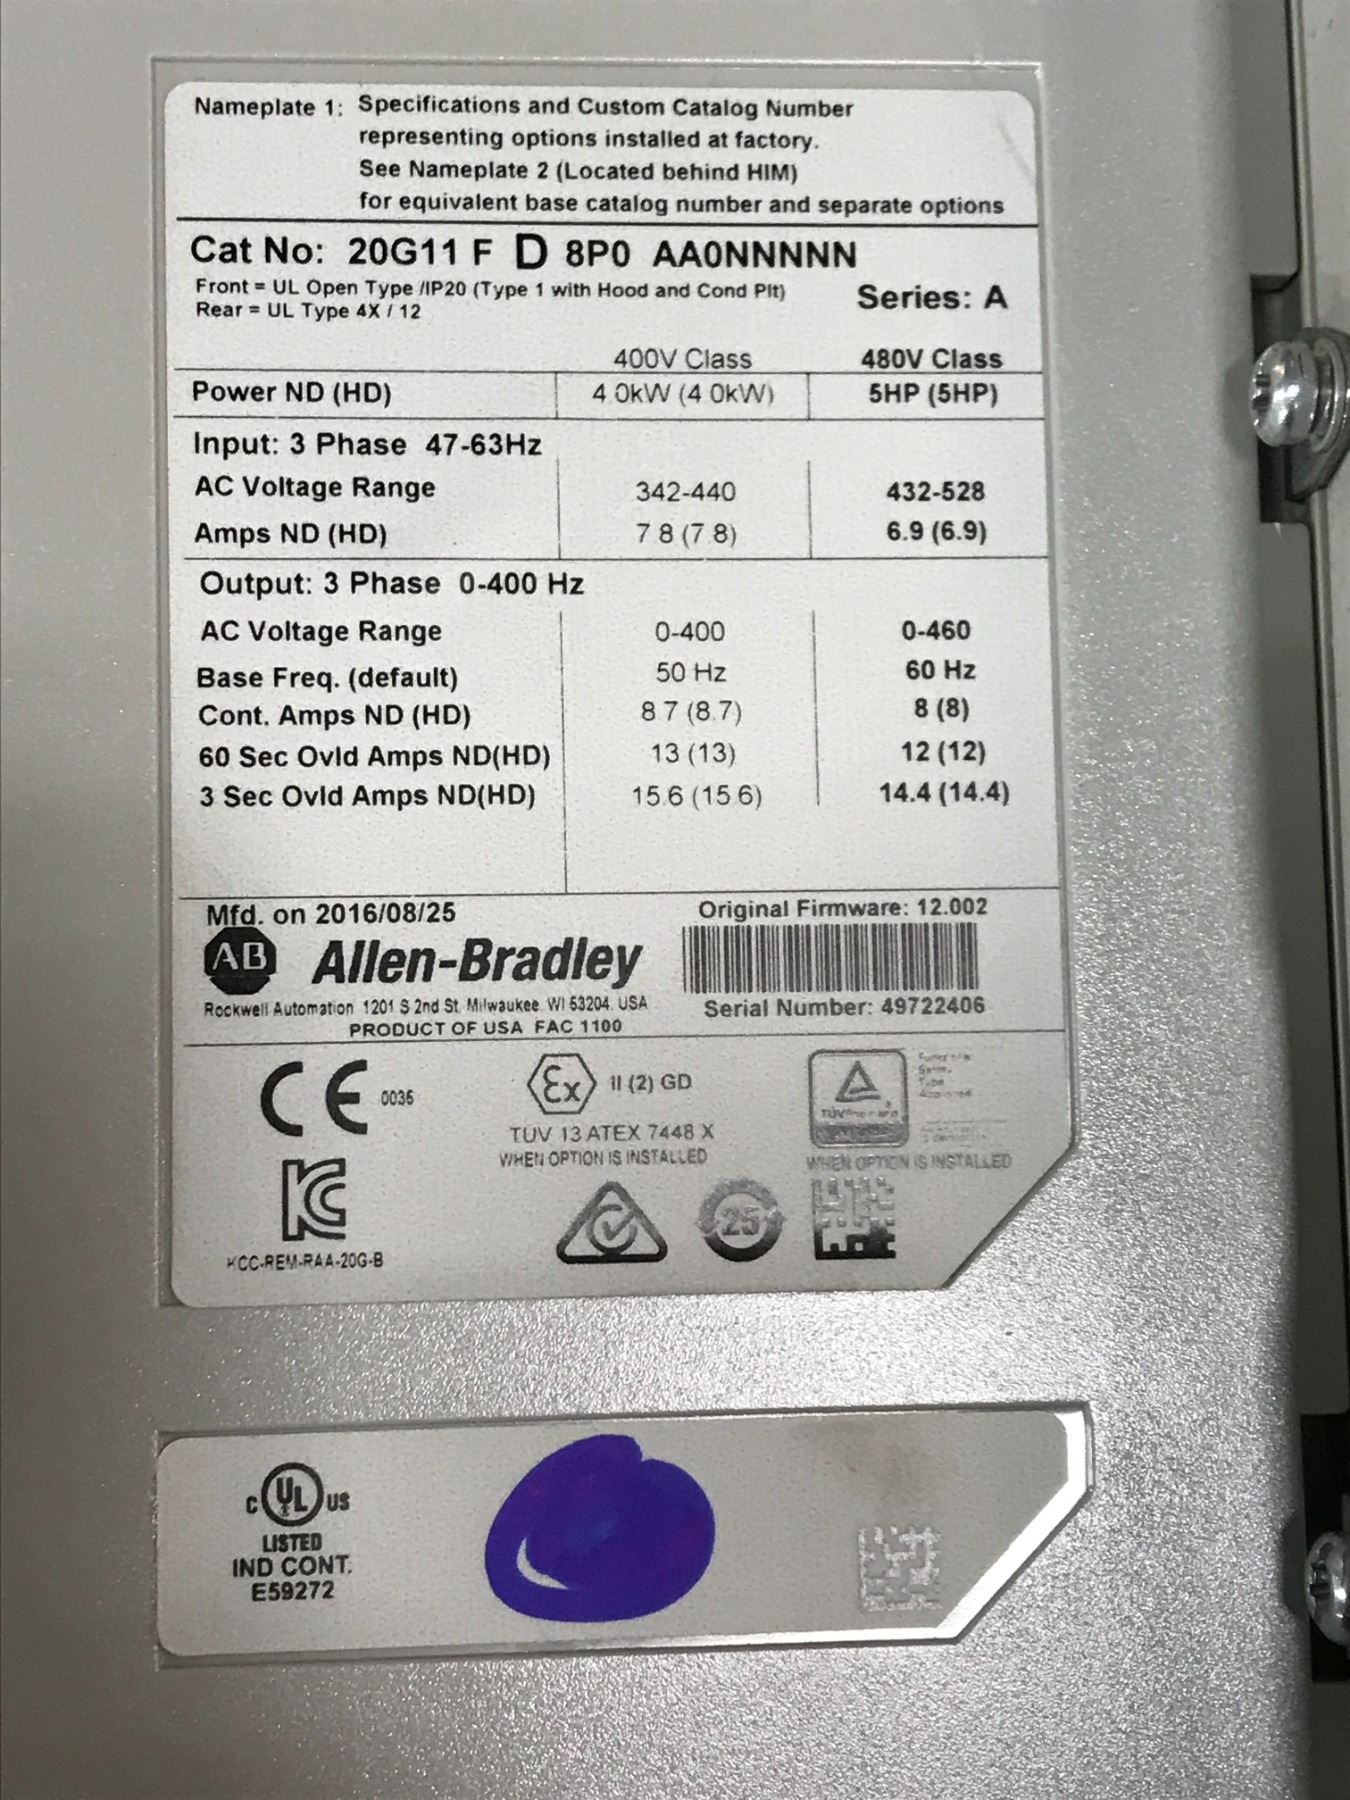 Nameplate 1: Specifications and Custom Catalog Number
representing options installed at factory.
See Nameplate 2 (Located behind HIM)
for equivalent base catalog number and separate options
Cat No: 20G11 F D 8P0 AA0NNNNN
Front = UL Open Type /IP20 (Type 1 with Hood and Cond Plt)
Rear = UL Type 4X / 12
Series: A
400V Class 480V Class
Power ND (HD) 4.0kW (4 0kW) 5HP (5HP)
Input: 3 Phase 47-63Hz
AC Voltage Range 342-440 432-528
Amps ND (HD) 7 8 (7.8) 6.9 (6.9)
Output: 3 Phase 0-400 Hz
AC Voltage Range 0-400 0-460
Base Freq. (default) 50 Hz 60 Hz
Cont. Amps ND (HD) 8 7 (8.7) 8 (8)
60 Sec Ovld Amps ND(HD) 13 (13) 12 (12)
3 Sec Ovld Amps ND(HD) 15.6 (15 6) 14.4 (14.4)
Mfd. on 2016/08/25 Original Firmware: 12.002
AB Allen-Bradley
Rockwell Automation 1201 S 2nd St. Milwaukee WI 53204. USA
Serial Number: 49722406
PRODUCT OF USA FAC 1100
CE 0035
Ex II (2) GD
TUV 13 ATEX 7448 X
WHEN OPTION IS INSTALLED
TÜV
WHEN OPTION IS INSTALLED
25
KCC-REM-RAA-20G-B
C UL US
LISTED
IND CONT.
E59272